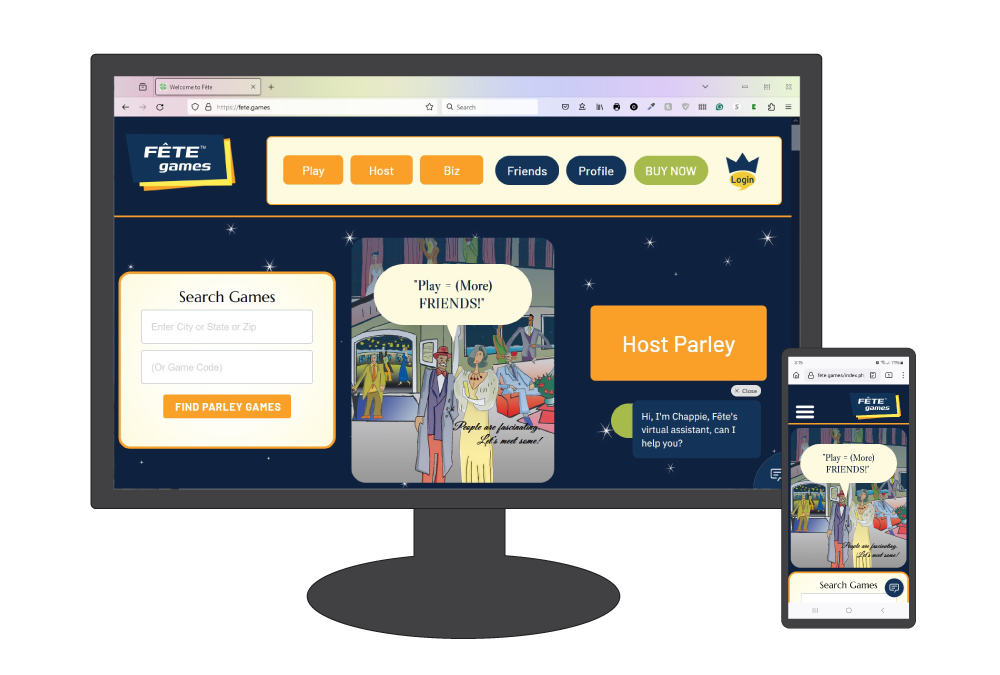 Welcome to Fête
https://fete.games
Search
FÊTE™
games
Play
Host
Biz
Friends
Profile
BUY NOW
Login
Search Games
Enter City or State or Zip
(Or Game Code)
FIND PARLEY GAMES
"Play = (More)
FRIENDS!"
People are fascinating.
Let's meet some!
Host Parley
Close
Hi, I'm Chappie, Fête's
virtual assistant, can I
help you?
fete.games/index.ph
FÊTE
games
"Play = (More)
FRIENDS!"
People are fascinating.
Let's meet some!
Search Games